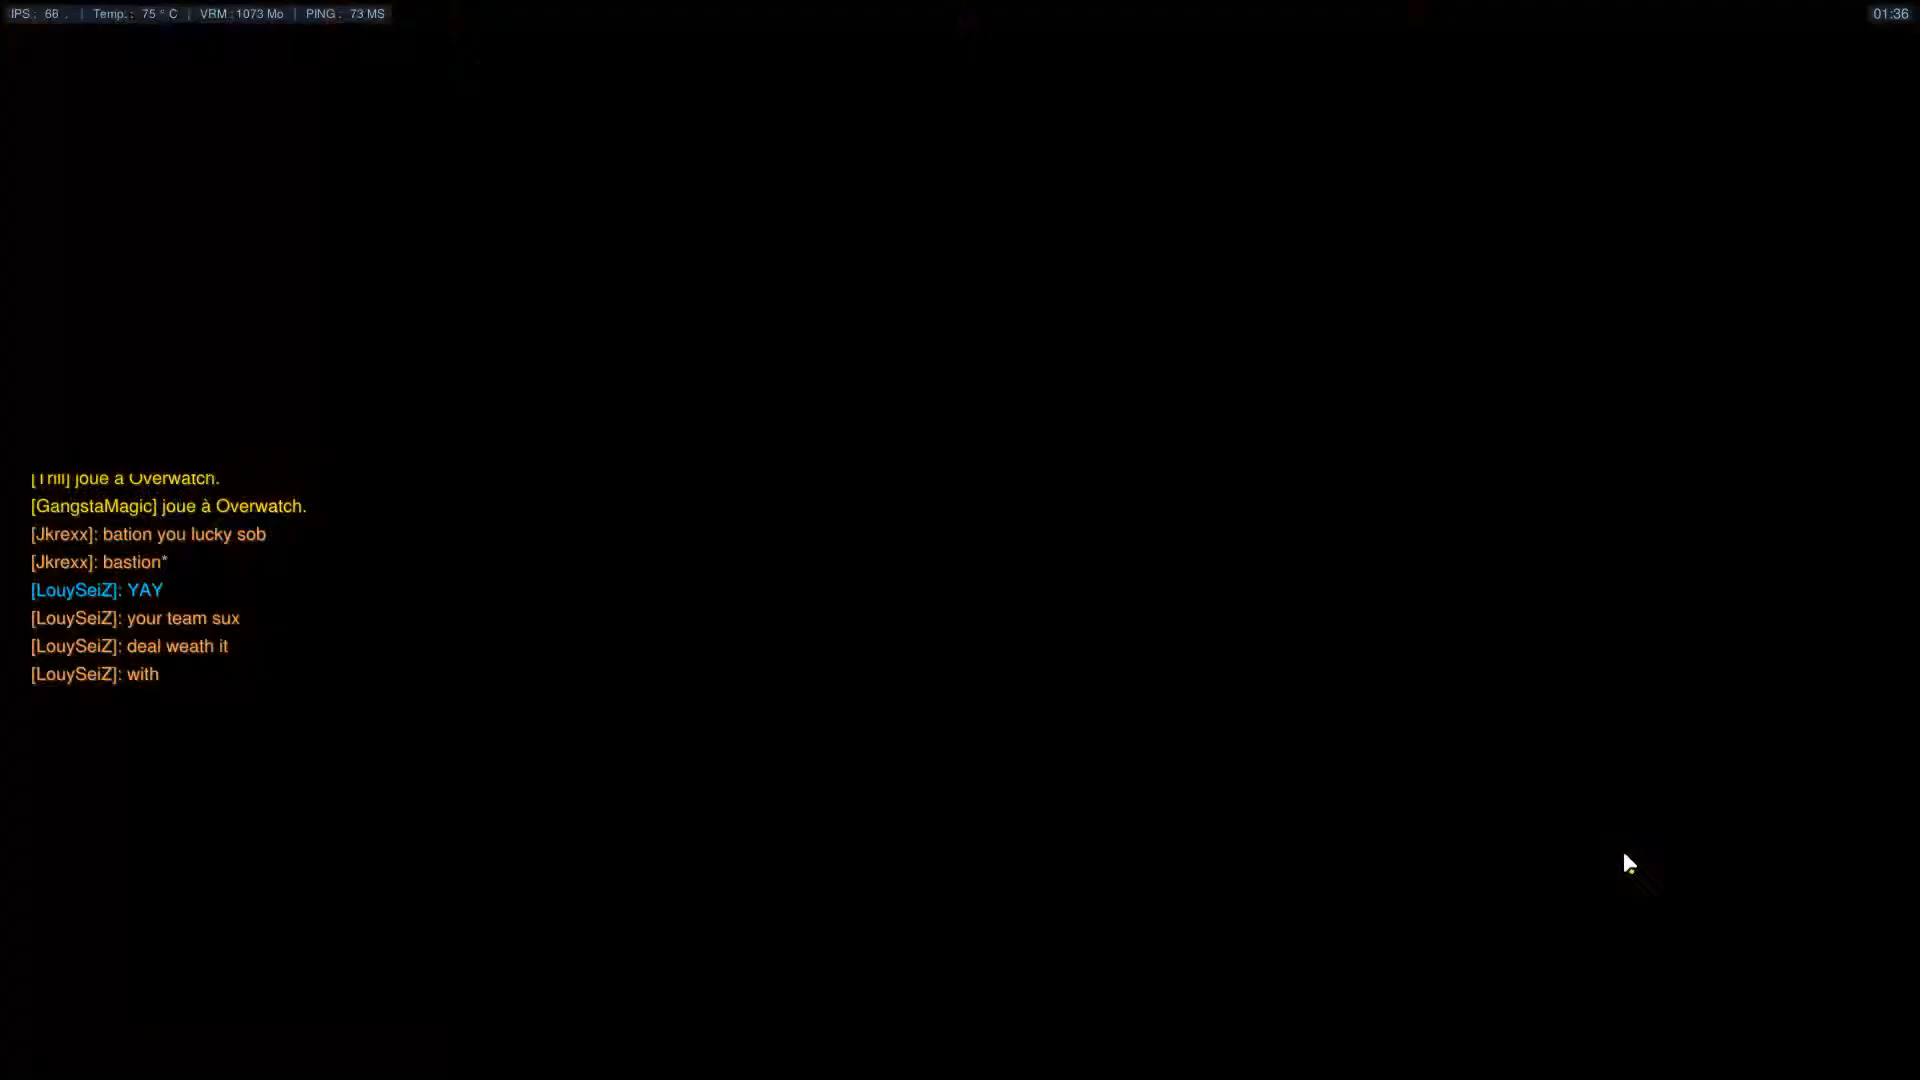 IPS : 66 . | Temp. : 75 ° C | VRM : 1073 Mo | PING : 73 MS
01:36
[Trill] joue à Overwatch.
[GangstaMagic] joue à Overwatch.
[Jkrexx]: bation you lucky sob
[Jkrexx]: bastion*
[LouySeiZ]: YAY
[LouySeiZ]: your team sux
[LouySeiZ]: deal weath it
[LouySeiZ]: with